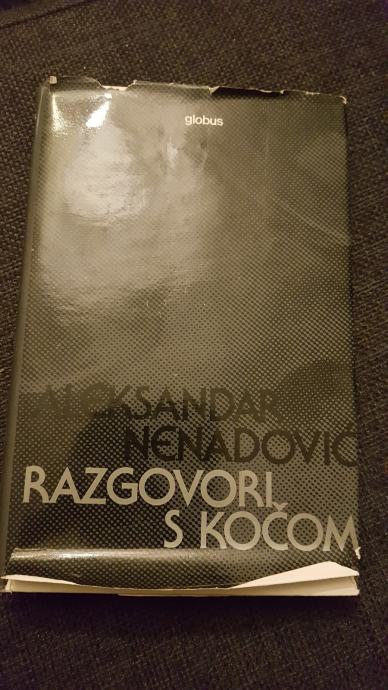 globus
ALEKSANDAR
NENADOVIĆ
RAZGOVORI
S KOČOM